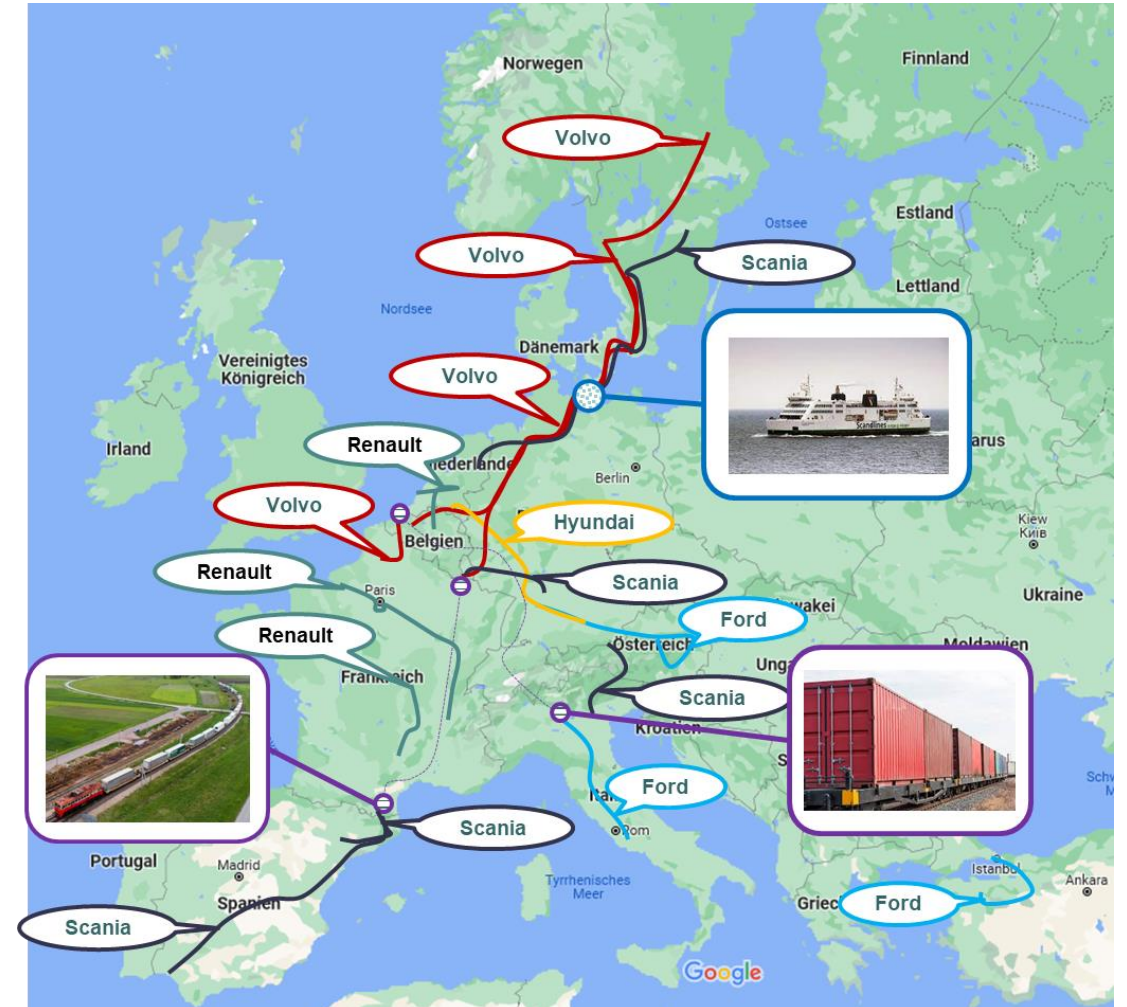 Norwegen
Finnland
Volvo
Estland
Ostsee
Volvo
Scania
Lettland
Nordsee
Dänemark
Vereinigtes
Königreich
Volvo
Scandlines
Renault
Irland
Berlin
Volvo
Hyundai
Kiew
Київ
Belgien
Renault
Paris
Scania
Ukraine
Ford
Renault
Österreich
Moldawien
Frankreich
Scania
Kroatien
Ford
Scania
Rom
Portugal
Madrid
Istanbul
Ankara
Tyrrhenisches
Meer
Spanien
Ford
Scania
Google